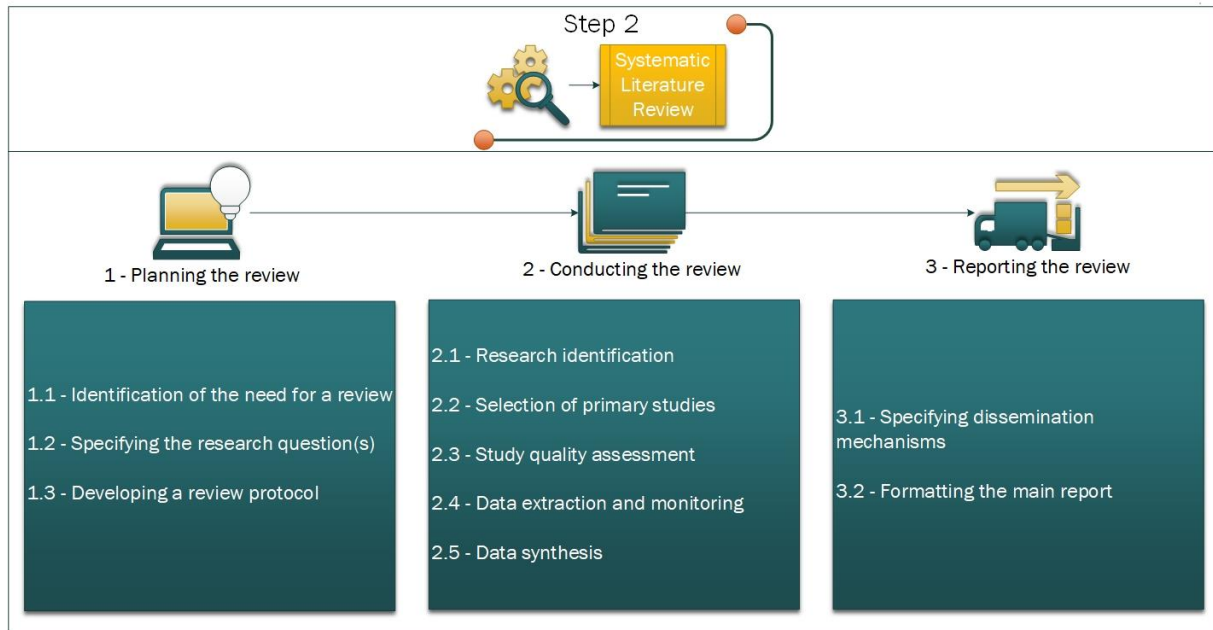 Step 2
Systematic
Literature
Review
1 - Planning the review
2 - Conducting the review
3 - Reporting the review
1.1 - Identification of the need for a review
1.2 - Specifying the research question(s)
1.3 - Developing a review protocol
2.1 - Research identification
2.2 - Selection of primary studies
2.3 - Study quality assessment
2.4 - Data extraction and monitoring
2.5 - Data synthesis
3.1 - Specifying dissemination
mechanisms
3.2 - Formatting the main report